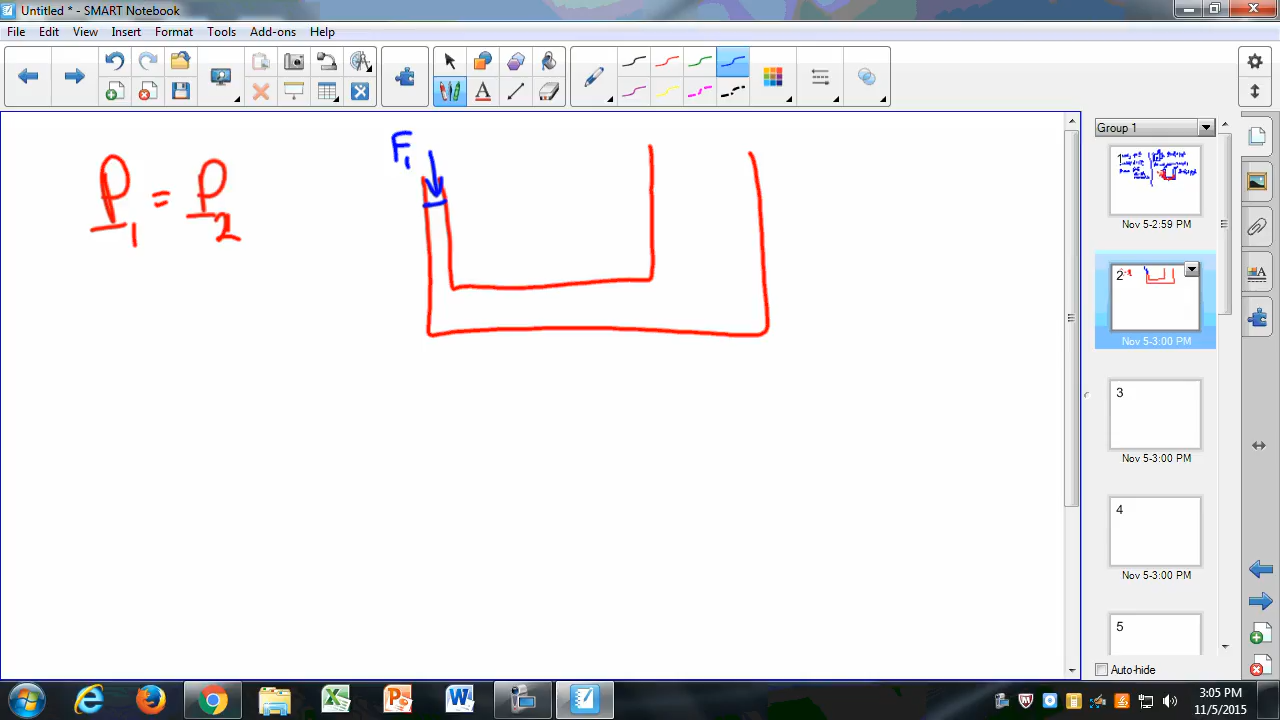 Untitled * - SMART Notebook
File Edit View Insert Format Tools Add-ons Help
P1 = P2
F1
Group 1
Nov 5-2:59 PM
2
Nov 5-3:00 PM
3
Nov 5-3:00 PM
4
Nov 5-3:00 PM
5
Auto-hide
3:05 PM
11/5/2015